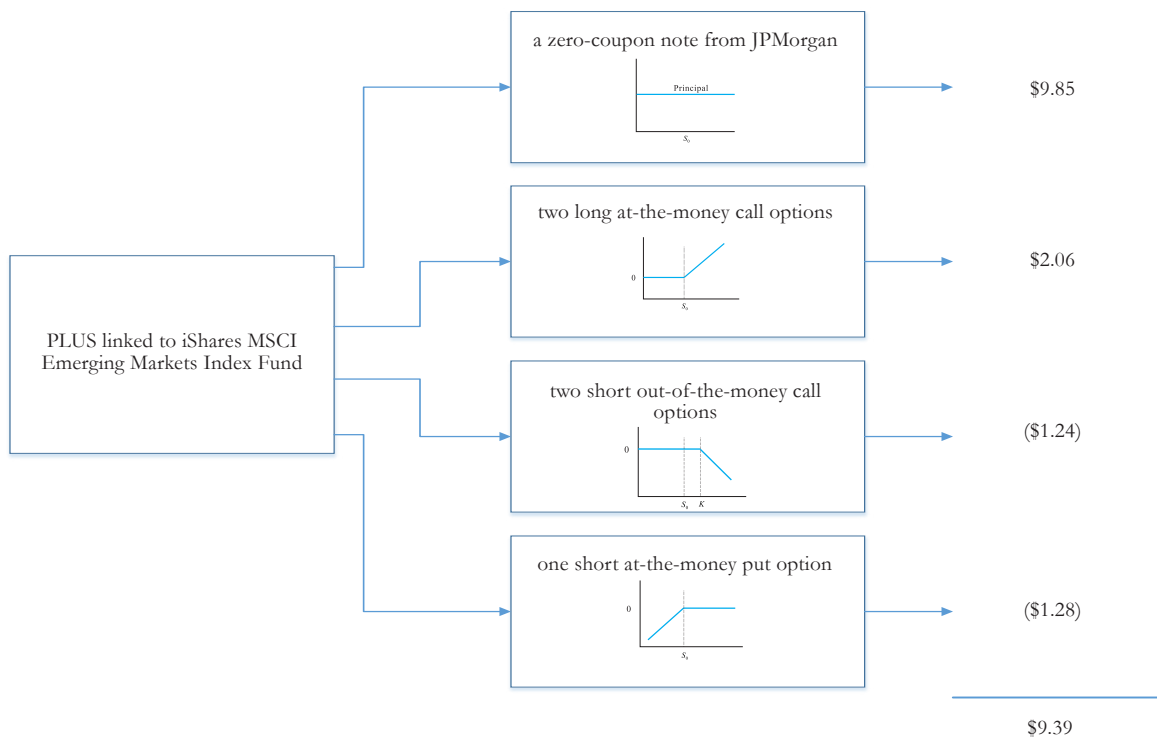 a zero-coupon note from JPMorgan
Principal
S₀
$9.85
two long at-the-money call options
0
S₀
$2.06
PLUS linked to iShares MSCI
Emerging Markets Index Fund
two short out-of-the-money call
options
0
S₀ K
($1.24)
one short at-the-money put option
0
S₀
($1.28)
$9.39